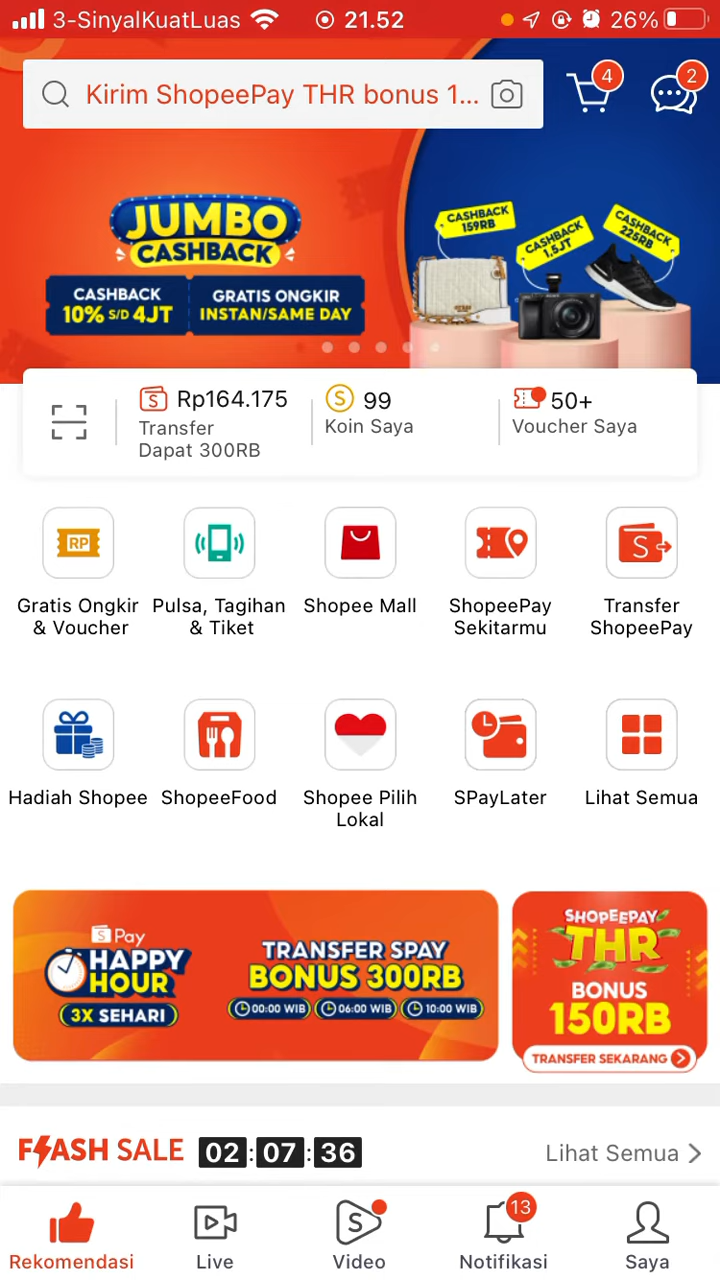 3-SinyalKuatLuas 21.52 26%
Kirim ShopeePay THR bonus 1... 4 2
JUMBO
CASHBACK
CASHBACK
10% S/D 4JT
GRATIS ONGKIR
INSTAN/SAME DAY
CASHBACK
159RB
CASHBACK
1.5JT
CASHBACK
225RB
Rp164.175
Transfer
Dapat 300RB
99
Koin Saya
50+
Voucher Saya
RP
Gratis Ongkir
& Voucher
Pulsa, Tagihan
& Tiket
Shopee Mall
ShopeePay
Sekitarmu
S
Transfer
ShopeePay
Hadiah Shopee
ShopeeFood
Shopee Pilih
Lokal
SPayLater
Lihat Semua
S Pay
HAPPY
HOUR
3X SEHARI
TRANSFER SPAY
BONUS 300RB
00:00 WIB 06:00 WIB 10:00 WIB
SHOPEEPAY
THR
BONUS
150RB
TRANSFER SEKARANG
FLASH SALE 02:07:36 Lihat Semua
Rekomendasi
Live
S
Video
13
Notifikasi
Saya